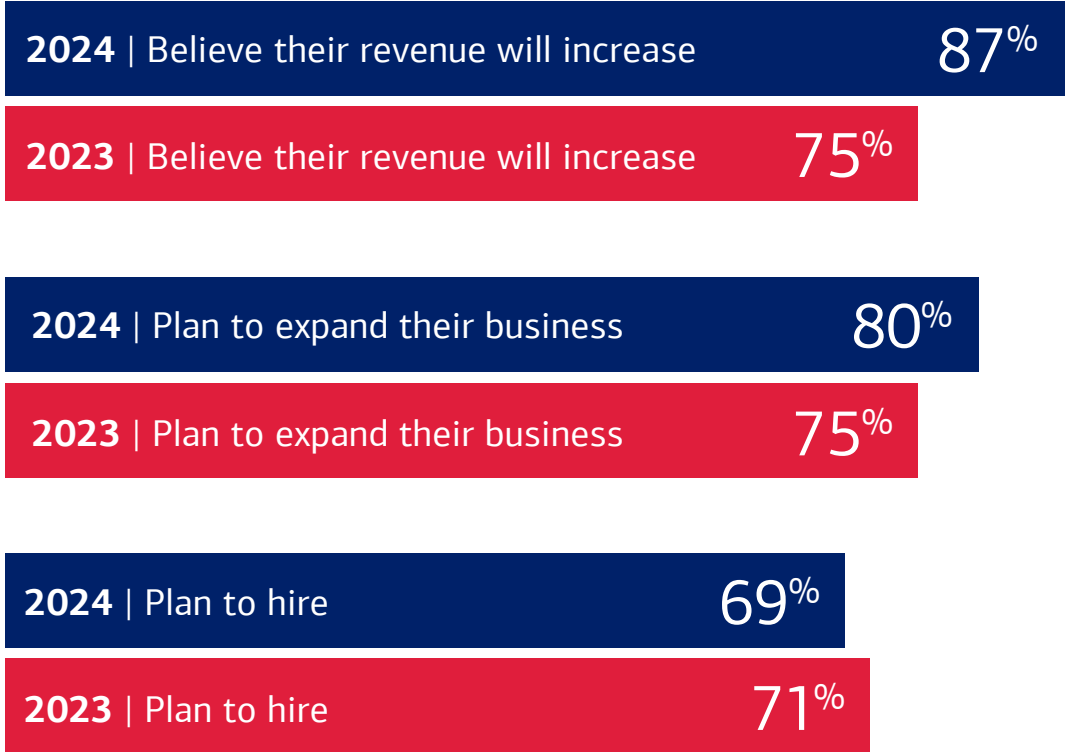 2024 | Believe their revenue will increase 87%
2023 | Believe their revenue will increase 75%
2024 | Plan to expand their business 80%
2023 | Plan to expand their business 75%
2024 | Plan to hire 69%
2023 | Plan to hire 71%